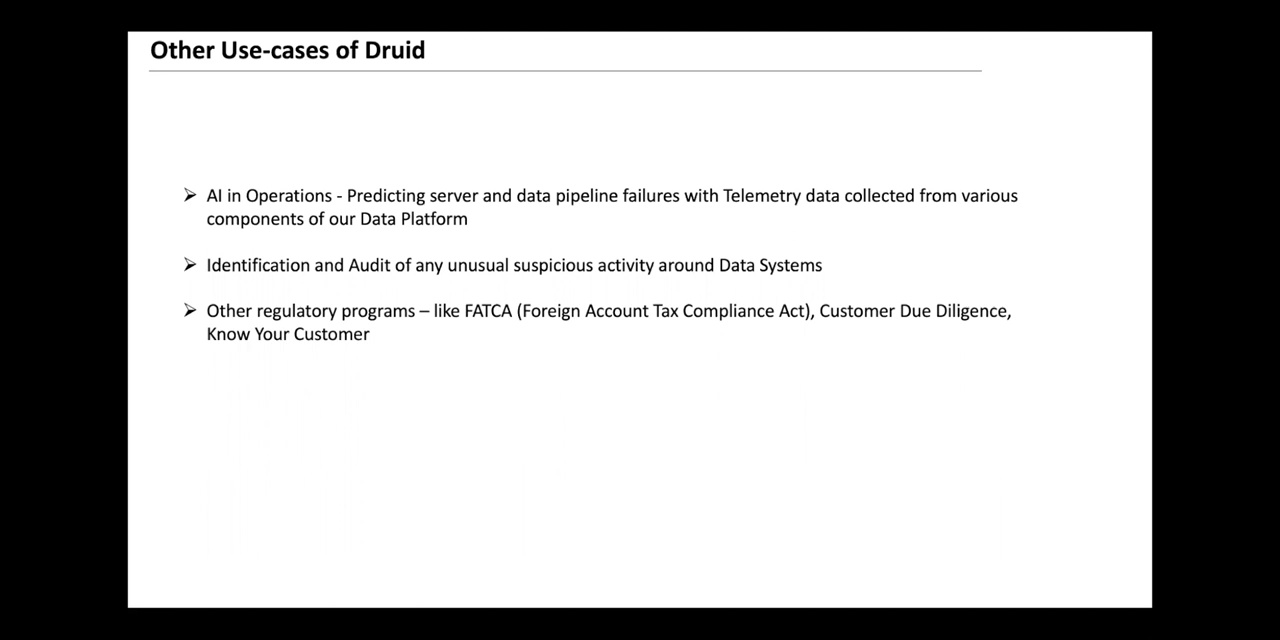 Other Use-cases of Druid
➢ AI in Operations - Predicting server and data pipeline failures with Telemetry data collected from various
components of our Data Platform
➢ Identification and Audit of any unusual suspicious activity around Data Systems
➢ Other regulatory programs – like FATCA (Foreign Account Tax Compliance Act), Customer Due Diligence,
Know Your Customer